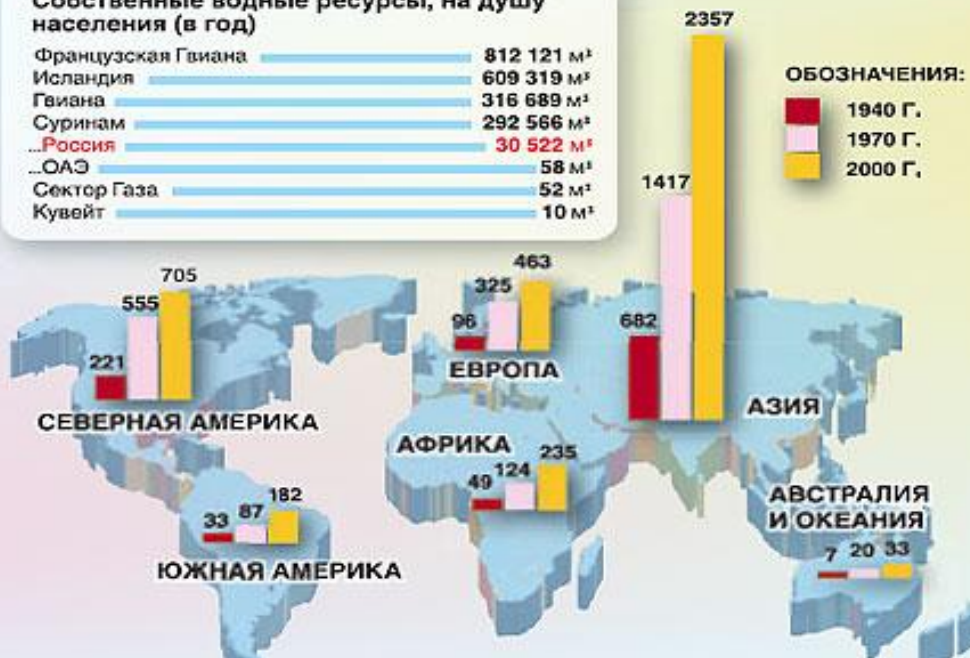 Собственные водные ресурсы, на душу
населения (в год)
Французская Гвиана 812 121 м³
Исландия 609 319 м³
Гвиана 316 689 м³
Суринам 292 566 м³
...Россия 30 522 м³
...ОАЭ 58 м³
Сектор Газа 52 м³
Кувейт 10 м³
ОБОЗНАЧЕНИЯ:
1940 Г.
1970 Г.
2000 Г.
221
555
705
СЕВЕРНАЯ АМЕРИКА
96
325
463
ЕВРОПА
682
1417
2357
АЗИЯ
АФРИКА
49
124
235
33
87
182
ЮЖНАЯ АМЕРИКА
АВСТРАЛИЯ
И ОКЕАНИЯ
7 20 33